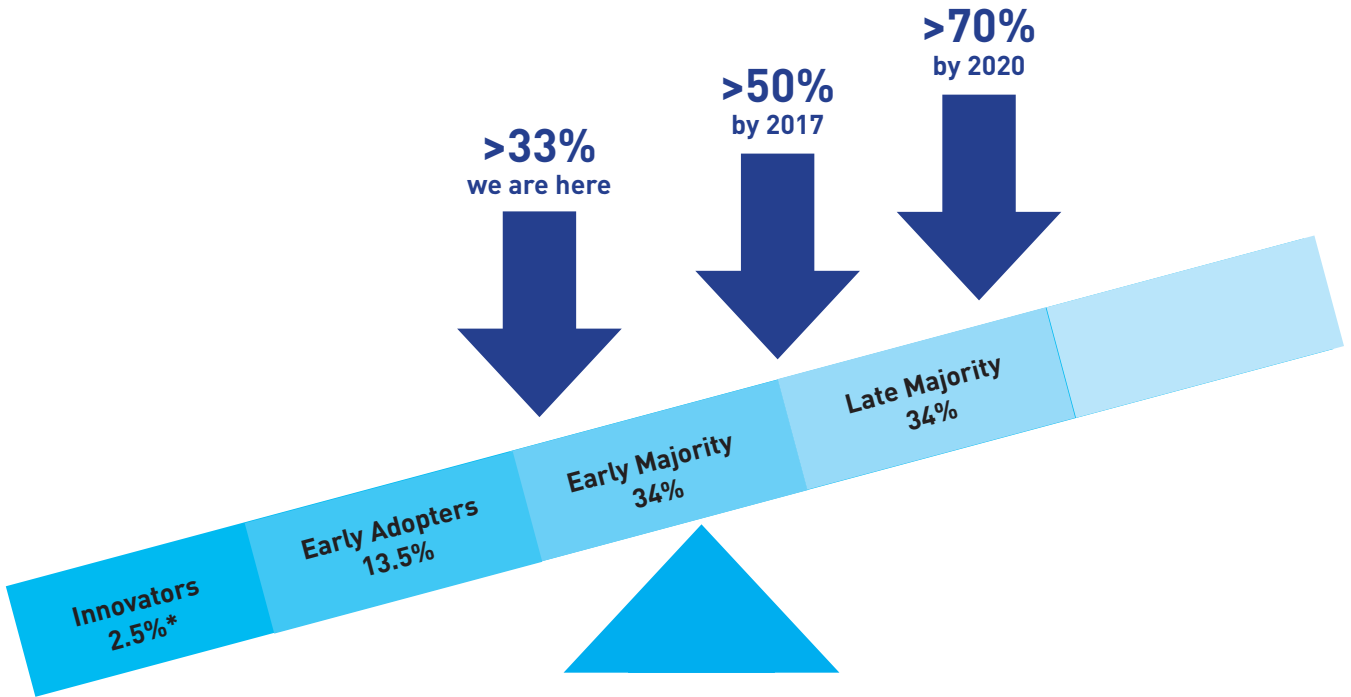 >70%
by 2020
>50%
by 2017
>33%
we are here
Late Majority
34%
Early Majority
34%
Early Adopters
13.5%
Innovators
2.5%*